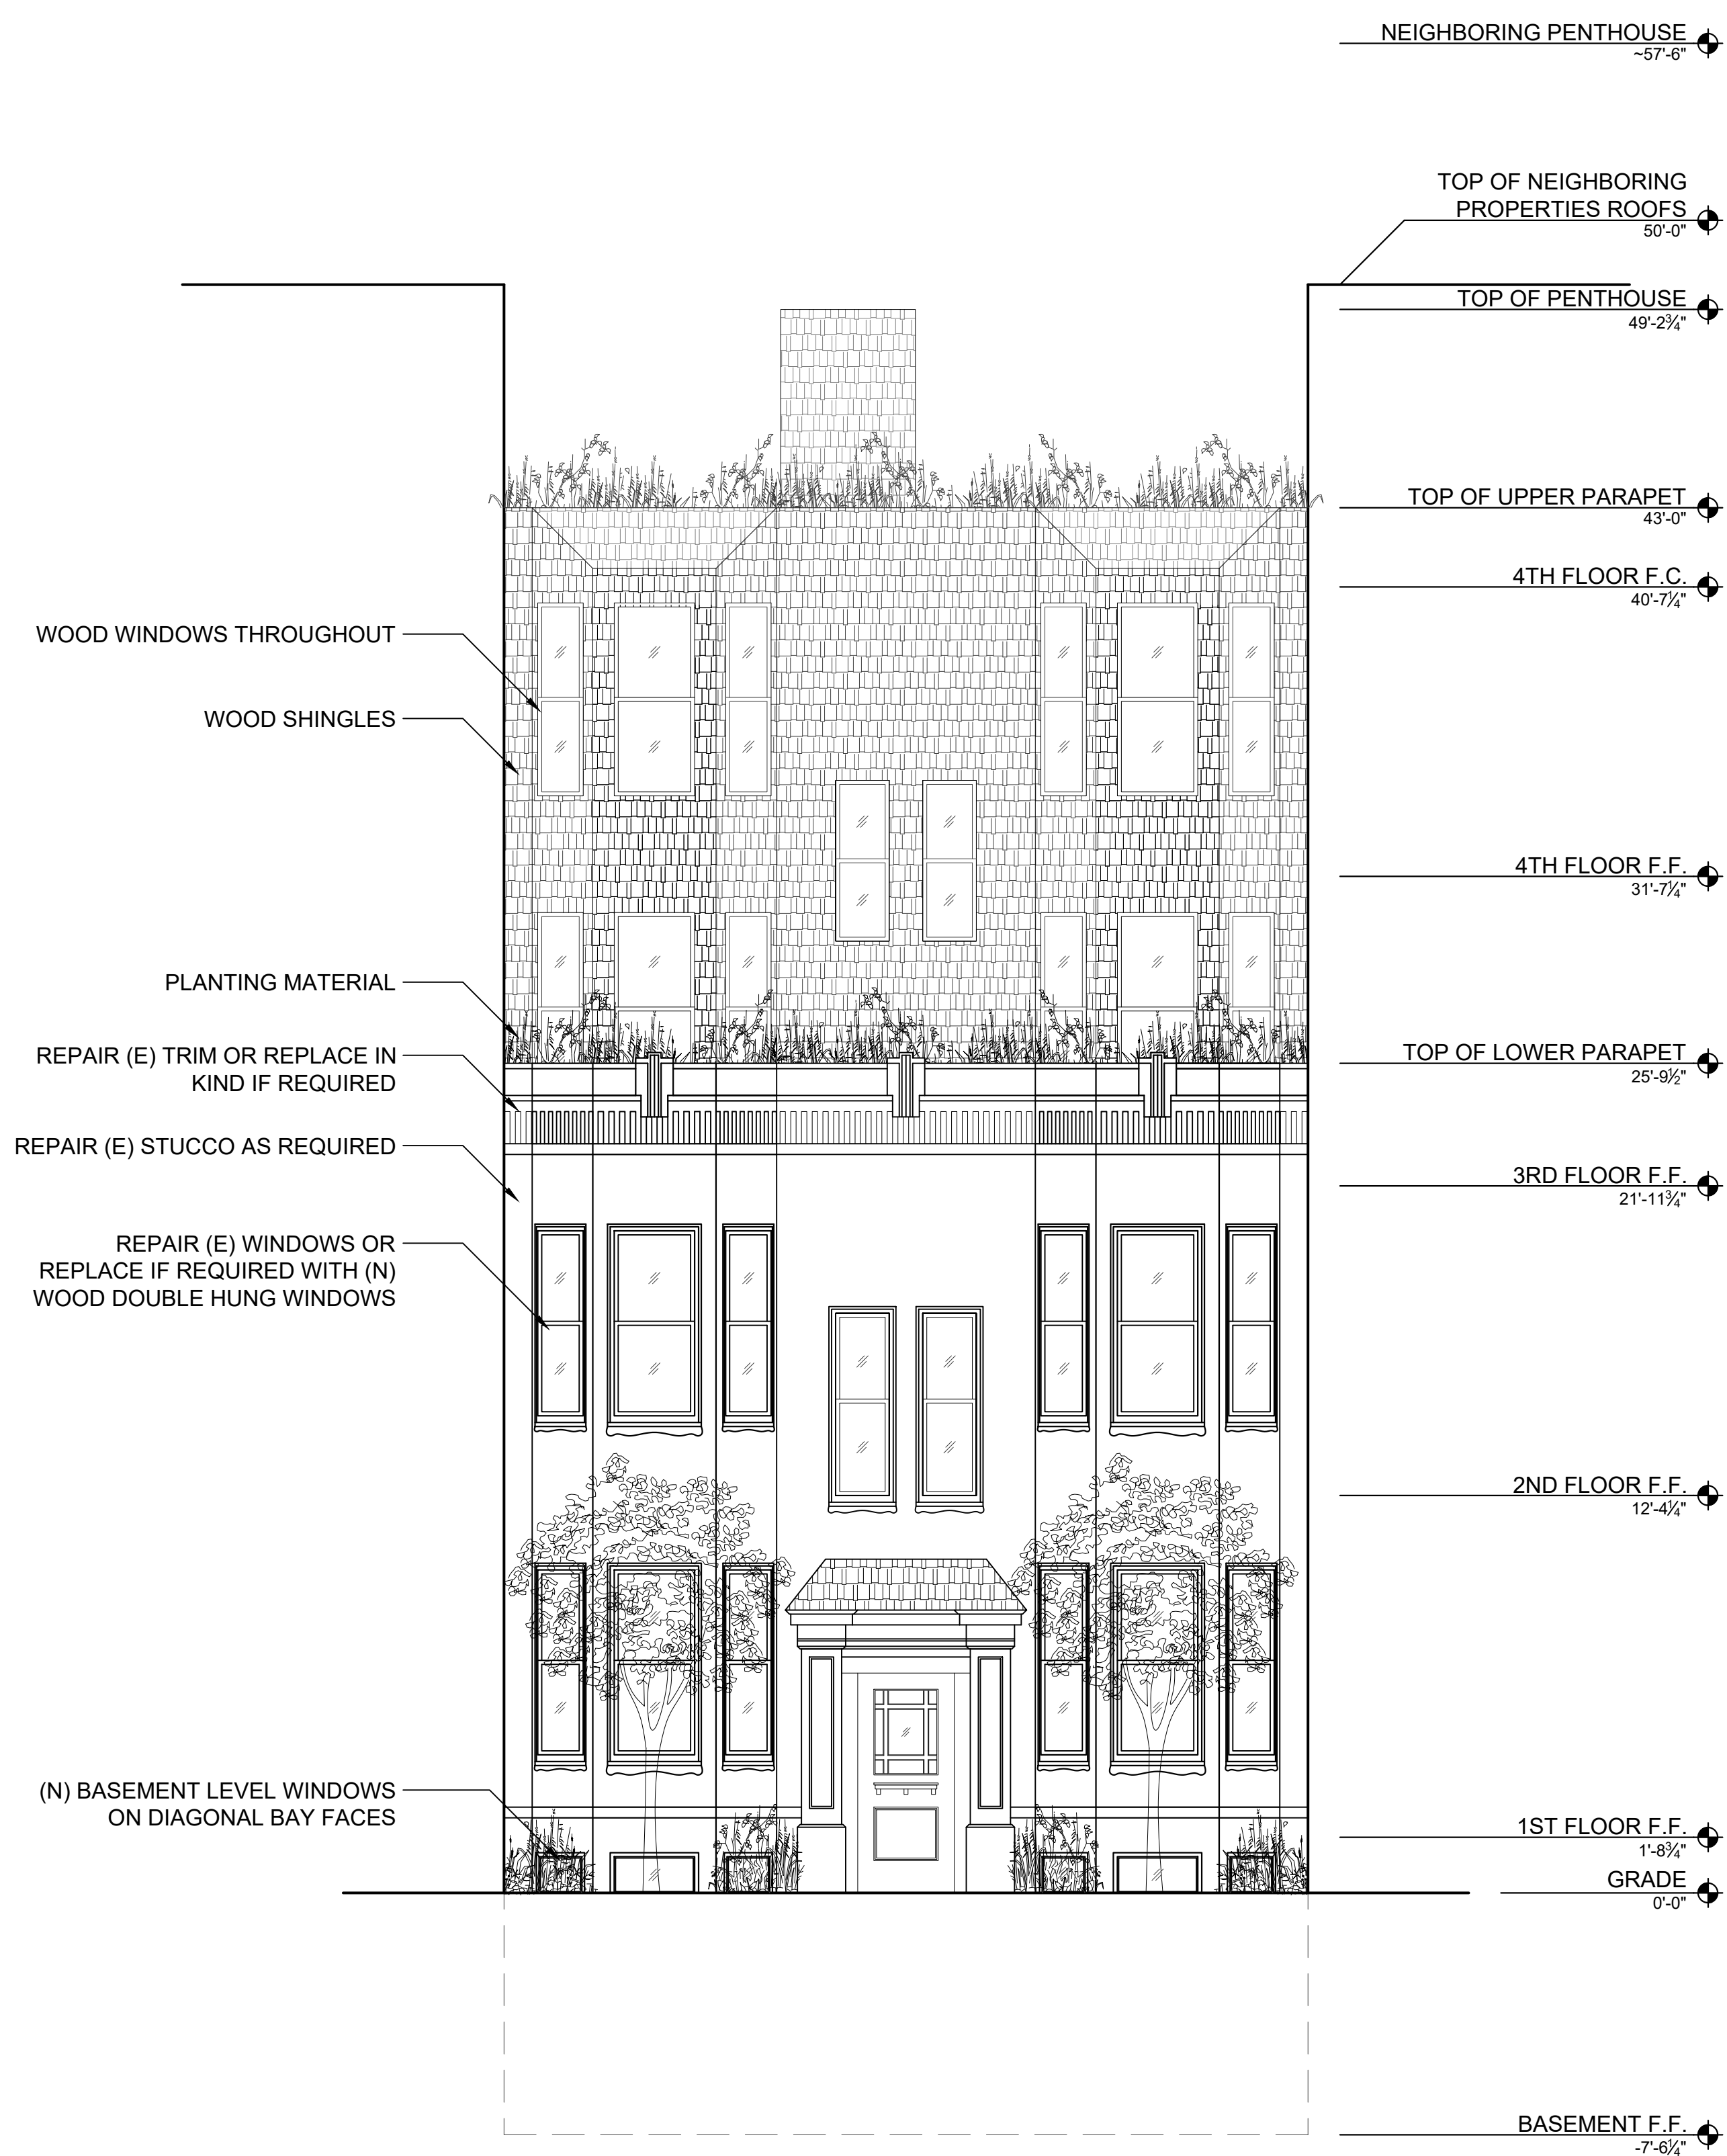 NEIGHBORING PENTHOUSE
~57'-6"
TOP OF NEIGHBORING
PROPERTIES ROOFS
50'-0"
TOP OF PENTHOUSE
49'-2¾"
TOP OF UPPER PARAPET
43'-0"
4TH FLOOR F.C.
40'-7¼"
WOOD WINDOWS THROUGHOUT
WOOD SHINGLES
4TH FLOOR F.F.
31'-7¼"
PLANTING MATERIAL
REPAIR (E) TRIM OR REPLACE IN
KIND IF REQUIRED
TOP OF LOWER PARAPET
25'-9½"
REPAIR (E) STUCCO AS REQUIRED
3RD FLOOR F.F.
21'-11¾"
REPAIR (E) WINDOWS OR
REPLACE IF REQUIRED WITH (N)
WOOD DOUBLE HUNG WINDOWS
2ND FLOOR F.F.
12'-4¼"
(N) BASEMENT LEVEL WINDOWS
ON DIAGONAL BAY FACES
1ST FLOOR F.F.
1'-8¾"
GRADE
0'-0"
BASEMENT F.F.
-7'-6¼"